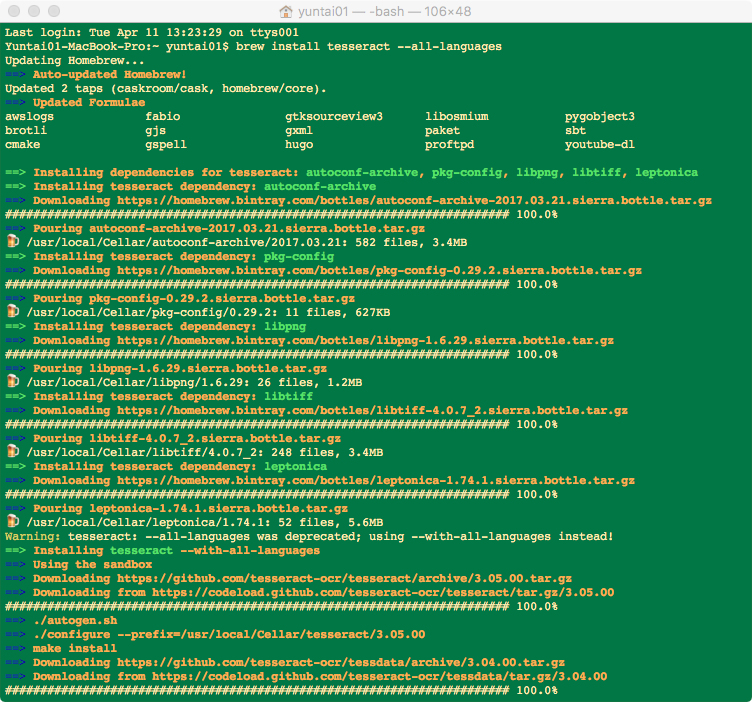 yuntai01 — -bash — 106×48
Last login: Tue Apr 11 13:23:29 on ttys001
Yuntai01-MacBook-Pro:~ yuntai01$ brew install tesseract --all-languages
Updating Homebrew...
==> Auto-updated Homebrew!
Updated 2 taps (caskroom/cask, homebrew/core).
==> Updated Formulae
awslogs fabio gtksourceview3 libosmium pygobject3
brotli gjs gxml paket sbt
cmake gspell hugo proftpd youtube-dl
==> Installing dependencies for tesseract: autoconf-archive, pkg-config, libpng, libtiff, leptonica
==> Installing tesseract dependency: autoconf-archive
==> Downloading https://homebrew.bintray.com/bottles/autoconf-archive-2017.03.21.sierra.bottle.tar.gz
######################################################################## 100.0%
==> Pouring autoconf-archive-2017.03.21.sierra.bottle.tar.gz
🍺 /usr/local/Cellar/autoconf-archive/2017.03.21: 582 files, 3.4MB
==> Installing tesseract dependency: pkg-config
==> Downloading https://homebrew.bintray.com/bottles/pkg-config-0.29.2.sierra.bottle.tar.gz
######################################################################## 100.0%
==> Pouring pkg-config-0.29.2.sierra.bottle.tar.gz
🍺 /usr/local/Cellar/pkg-config/0.29.2: 11 files, 627KB
==> Installing tesseract dependency: libpng
==> Downloading https://homebrew.bintray.com/bottles/libpng-1.6.29.sierra.bottle.tar.gz
######################################################################## 100.0%
==> Pouring libpng-1.6.29.sierra.bottle.tar.gz
🍺 /usr/local/Cellar/libpng/1.6.29: 26 files, 1.2MB
==> Installing tesseract dependency: libtiff
==> Downloading https://homebrew.bintray.com/bottles/libtiff-4.0.7_2.sierra.bottle.tar.gz
######################################################################## 100.0%
==> Pouring libtiff-4.0.7_2.sierra.bottle.tar.gz
🍺 /usr/local/Cellar/libtiff/4.0.7_2: 248 files, 3.4MB
==> Installing tesseract dependency: leptonica
==> Downloading https://homebrew.bintray.com/bottles/leptonica-1.74.1.sierra.bottle.tar.gz
######################################################################## 100.0%
==> Pouring leptonica-1.74.1.sierra.bottle.tar.gz
🍺 /usr/local/Cellar/leptonica/1.74.1: 52 files, 5.6MB
Warning: tesseract: --all-languages was deprecated; using --with-all-languages instead!
==> Installing tesseract --with-all-languages
==> Using the sandbox
==> Downloading https://github.com/tesseract-ocr/tesseract/archive/3.05.00.tar.gz
==> Downloading from https://codeload.github.com/tesseract-ocr/tesseract/tar.gz/3.05.00
######################################################################## 100.0%
==> ./autogen.sh
==> ./configure --prefix=/usr/local/Cellar/tesseract/3.05.00
==> make install
==> Downloading https://github.com/tesseract-ocr/tessdata/archive/3.04.00.tar.gz
==> Downloading from https://codeload.github.com/tesseract-ocr/tessdata/tar.gz/3.04.00
######################################################################## 100.0%